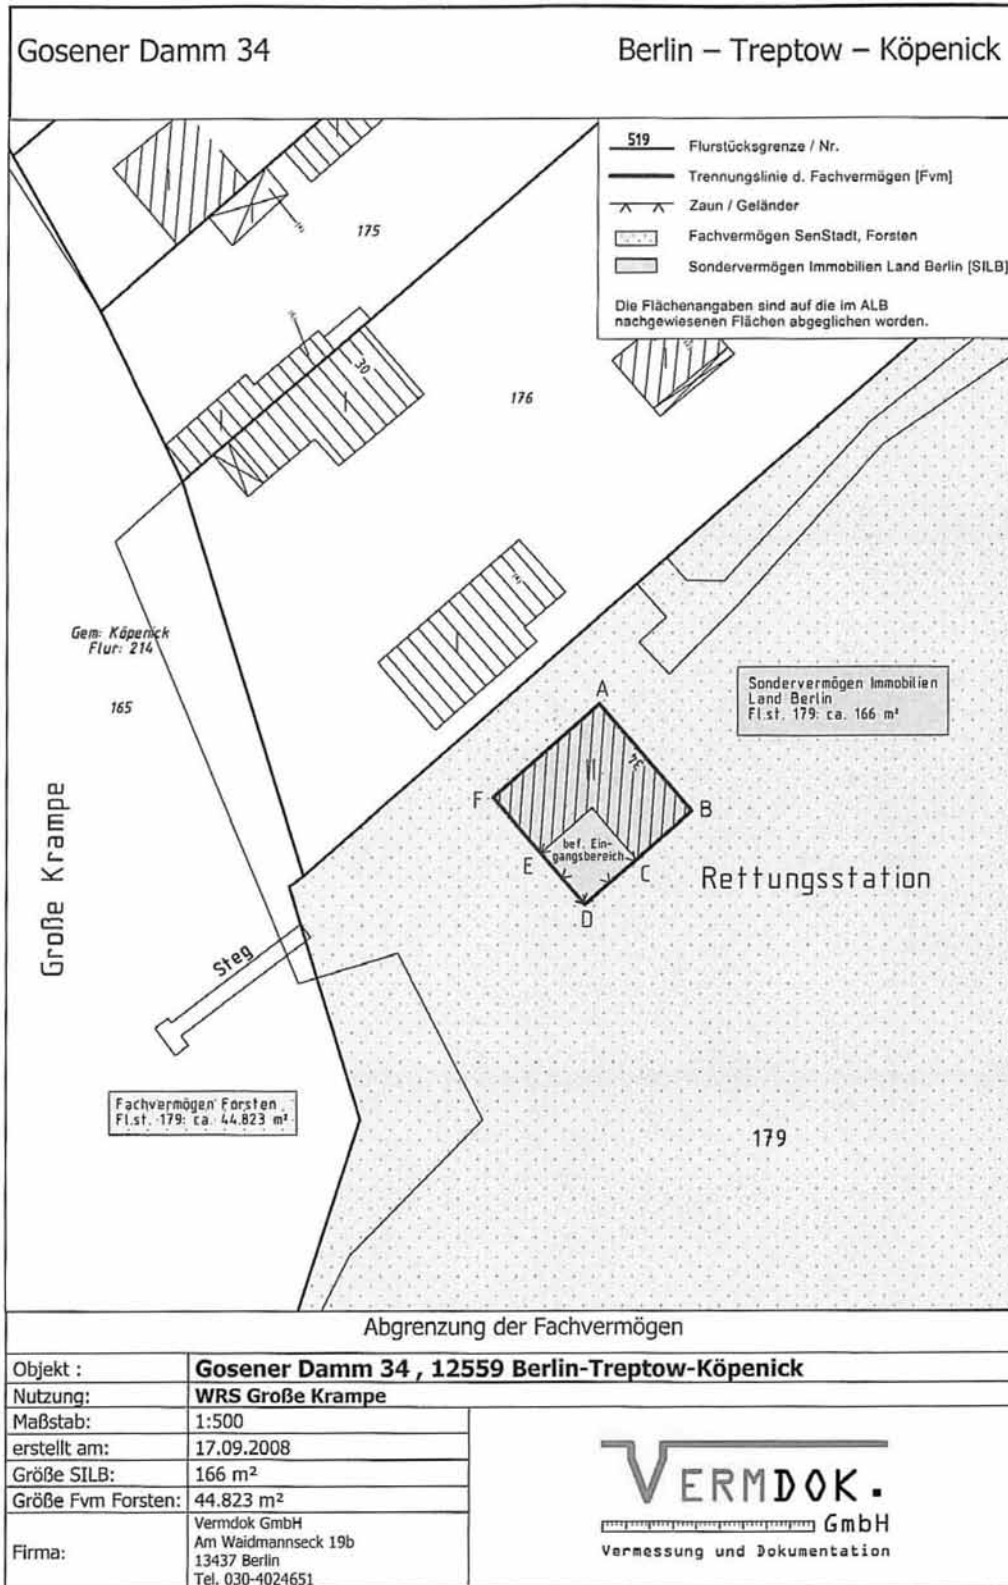 Gosener Damm 34
Berlin – Treptow – Köpenick
519 Flurstücksgrenze / Nr.
Trennungslinie d. Fachvermögen [Fvm]
Zaun / Geländer
Fachvermögen SenStadt, Forsten
Sondervermögen Immobilien Land Berlin [SILB]
Die Flächenangaben sind auf die im ALB
nachgewiesenen Flächen abgeglichen worden.
175
30
176
Gem: Köpenick
Flur: 214
165
Große Krampe
Sondervermögen Immobilien
Land Berlin
Fl.st. 179: ca. 166 m²
A
II
34
F
B
bef. Ein-
gangsbereich
E
C
D
Rettungsstation
Steg
Fachvermögen Forsten
Fl.st. 179: ca. 44.823 m²
179
Abgrenzung der Fachvermögen
Objekt : Gosener Damm 34 , 12559 Berlin-Treptow-Köpenick
Nutzung: WRS Große Krampe
Maßstab: 1:500
erstellt am: 17.09.2008
Größe SILB: 166 m²
Größe Fvm Forsten: 44.823 m²
Firma:
Vermdok GmbH
Am Waidmannseck 19b
13437 Berlin
Tel. 030-4024651
VERMDOK.
GmbH
Vermessung und Dokumentation